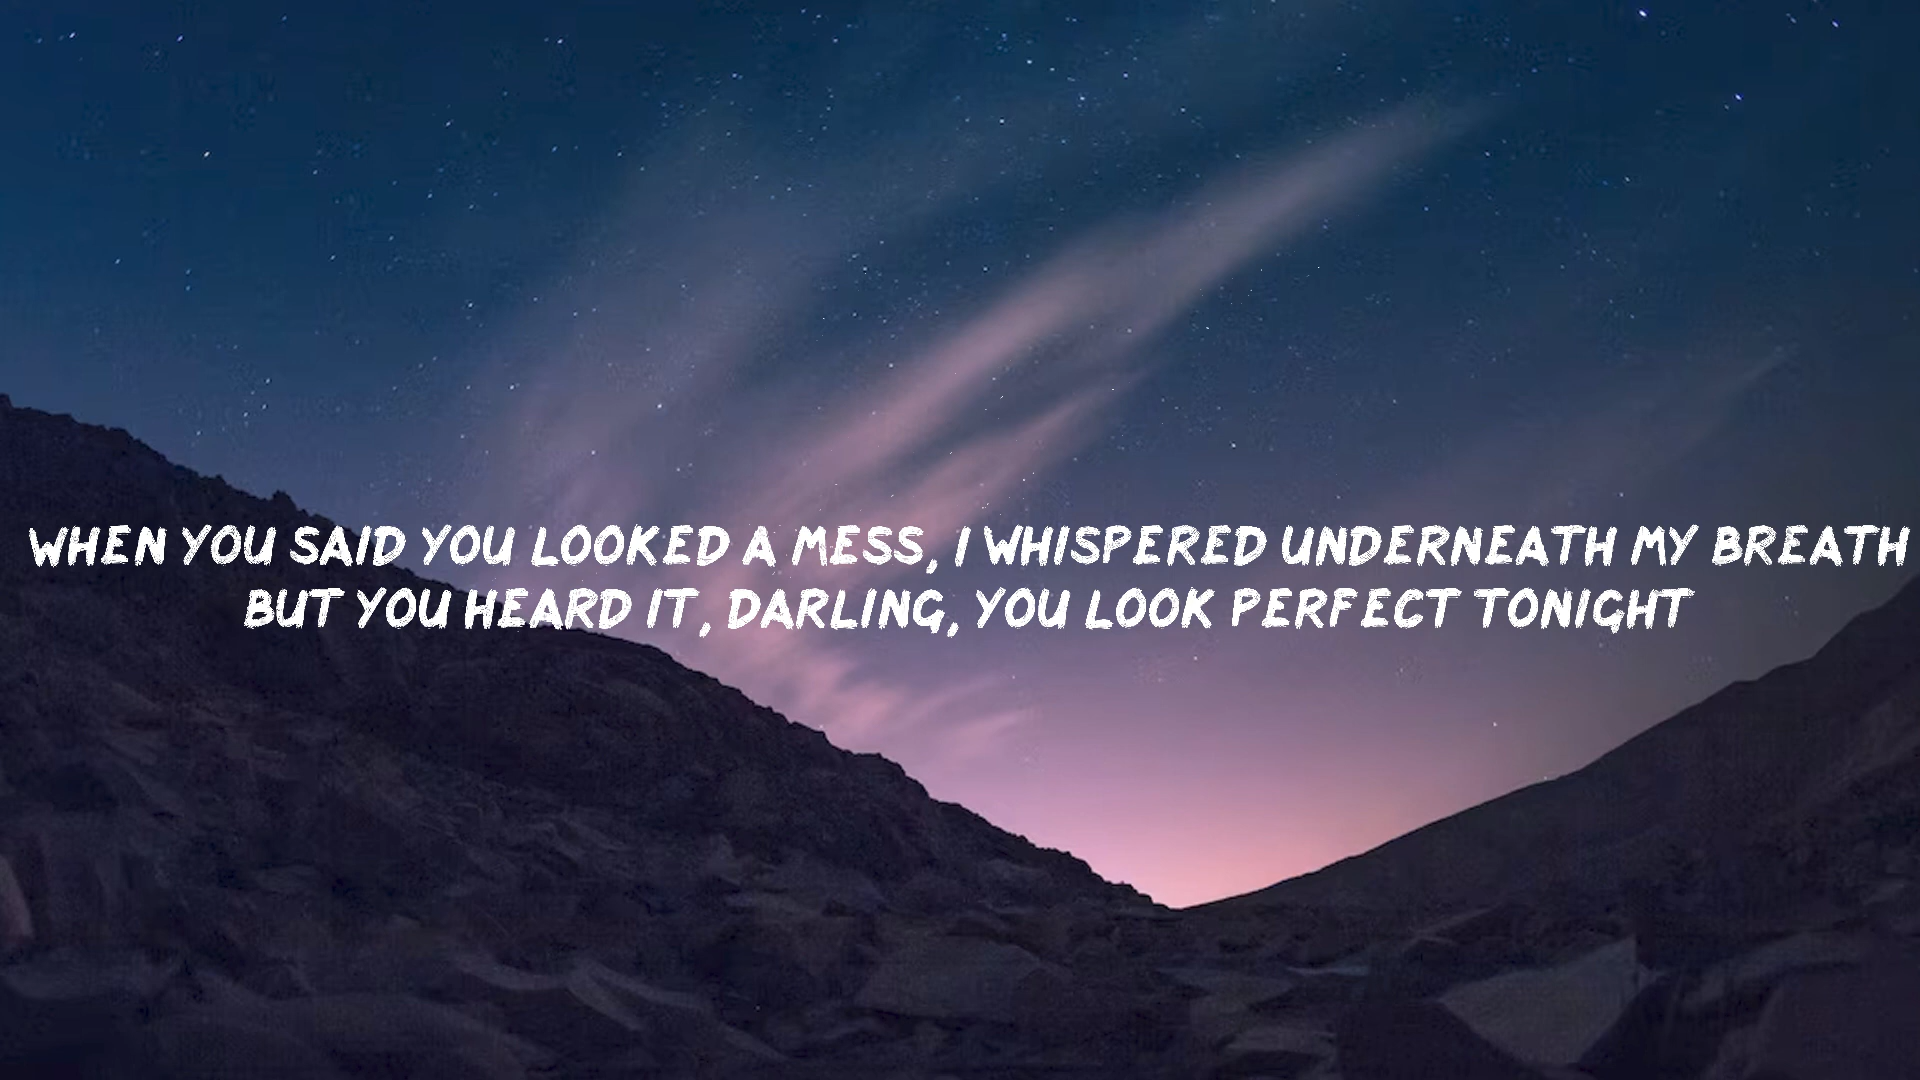 WHEN YOU SAID YOU LOOKED A MESS, I WHISPERED UNDERNEATH MY BREATH
BUT YOU HEARD IT, DARLING, YOU LOOK PERFECT TONIGHT